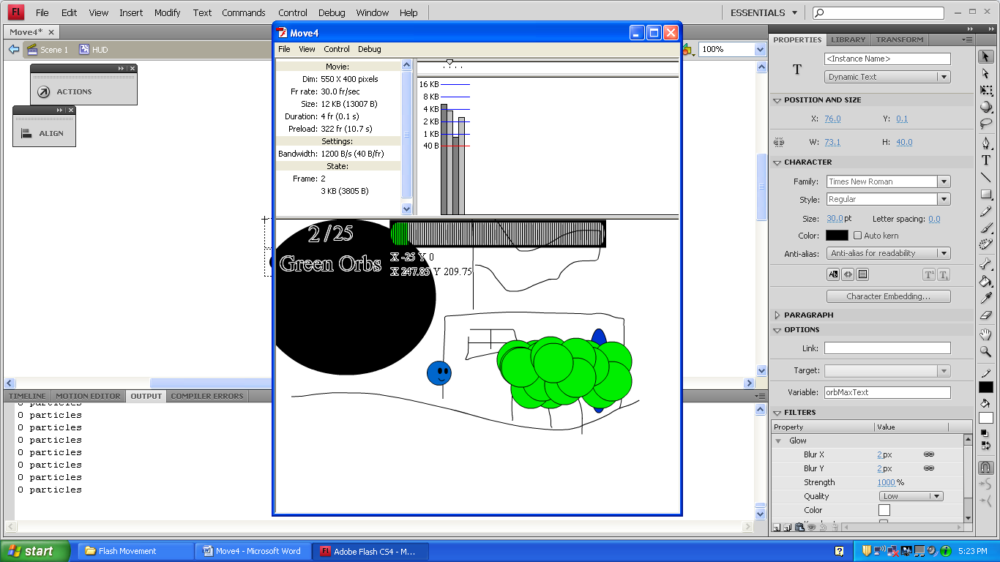 Fl File Edit View Insert Modify Text Commands Control Debug Window Help ESSENTIALS
Move4*
Scene 1 HUD
100%
ACTIONS
ALIGN
Move4
File View Control Debug
Movie:
Dim: 550 X 400 pixels
Fr rate: 30.0 fr/sec
Size: 12 KB (13007 B)
Duration: 4 fr (0.1 s)
Preload: 322 fr (10.7 s)
Settings:
Bandwidth: 1200 B/s (40 B/fr)
State:
Frame: 2
3 KB (3805 B)
16 KB
8 KB
4 KB
2 KB
1 KB
40 B
2 / 25
Green Orbs
X -25 Y 0
X 247.85 Y 209.75
PROPERTIES LIBRARY TRANSFORM
T
<Instance Name>
Dynamic Text
POSITION AND SIZE
X: 76.0 Y: 0.1
W: 73.1 H: 40.0
CHARACTER
Family: Times New Roman
Style: Regular
Size: 30.0 pt Letter spacing: 0.0
Color: Auto kern
Anti-alias: Anti-alias for readability
Character Embedding...
PARAGRAPH
OPTIONS
Link:
Target:
Variable: orbMaxText
FILTERS
Property Value
Glow
Blur X 2 px
Blur Y 2 px
Strength 1000 %
Quality Low
Color
TIMELINE MOTION EDITOR OUTPUT COMPILER ERRORS
0 particles
0 particles
0 particles
0 particles
0 particles
0 particles
0 particles
0 particles
start Flash Movement Move4 - Microsoft Word Fl Adobe Flash CS4 - M... 5:23 PM